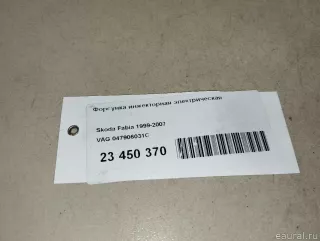 Форсунка инжекторная электрическая
Skoda Fabia 1999-2007
VAG 047906031C
23 450 370
eaural.ru